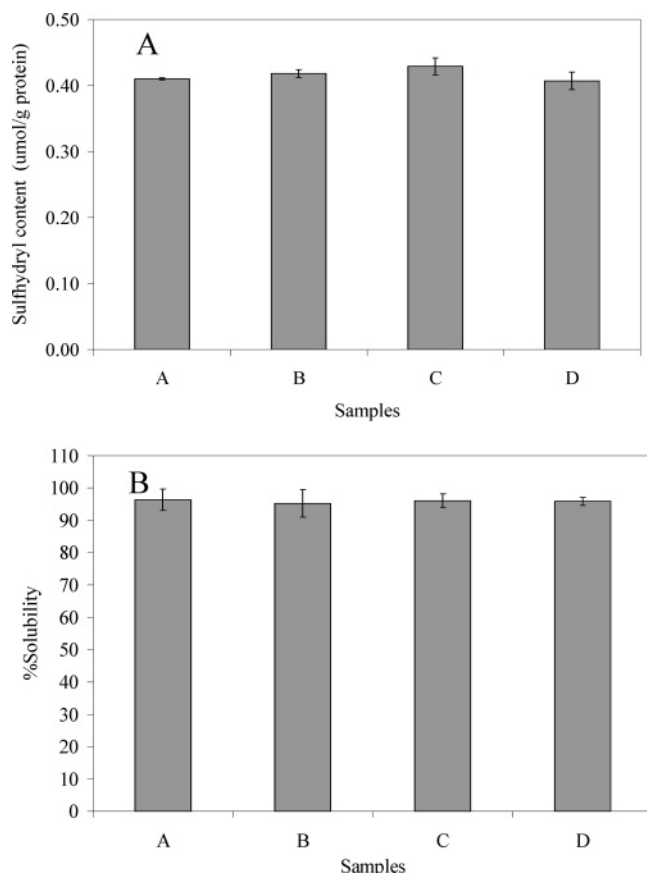 A
Sulfhydryl content (umol/g protein)
0.50
0.40
0.30
0.20
0.10
0.00
A B C D
Samples
B
%Solubility
110
100
90
80
70
60
50
40
30
20
10
0
A B C D
Samples